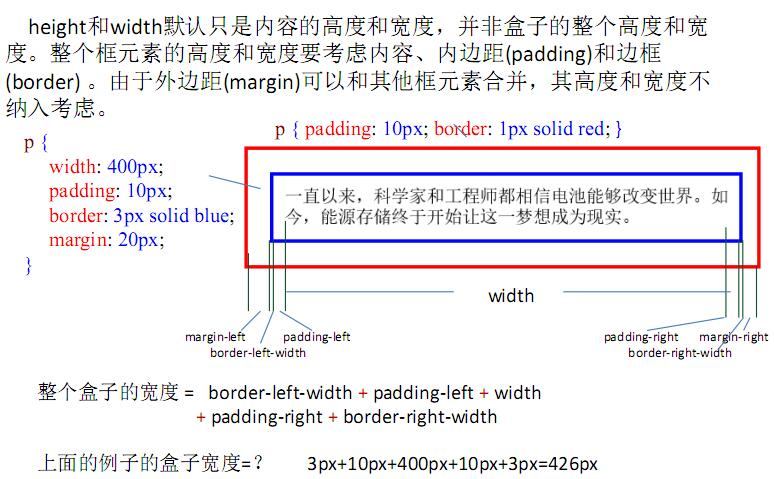 height和width默认只是内容的高度和宽度，并非盒子的整个高度和宽
度。整个框元素的高度和宽度要考虑内容、内边距(padding)和边框
(border) 。由于外边距(margin)可以和其他框元素合并，其高度和宽度不
纳入考虑。
p { padding: 10px; border: 1px solid red; }
p {
width: 400px;
padding: 10px;
border: 3px solid blue;
margin: 20px;
}
一直以来，科学家和工程师都相信电池能够改变世界。如
今，能源存储终于开始让这一梦想成为现实。
width
margin-left padding-left padding-right margin-right
border-left-width border-right-width
整个盒子的宽度 = border-left-width + padding-left + width
+ padding-right + border-right-width
上面的例子的盒子宽度=？ 3px+10px+400px+10px+3px=426px